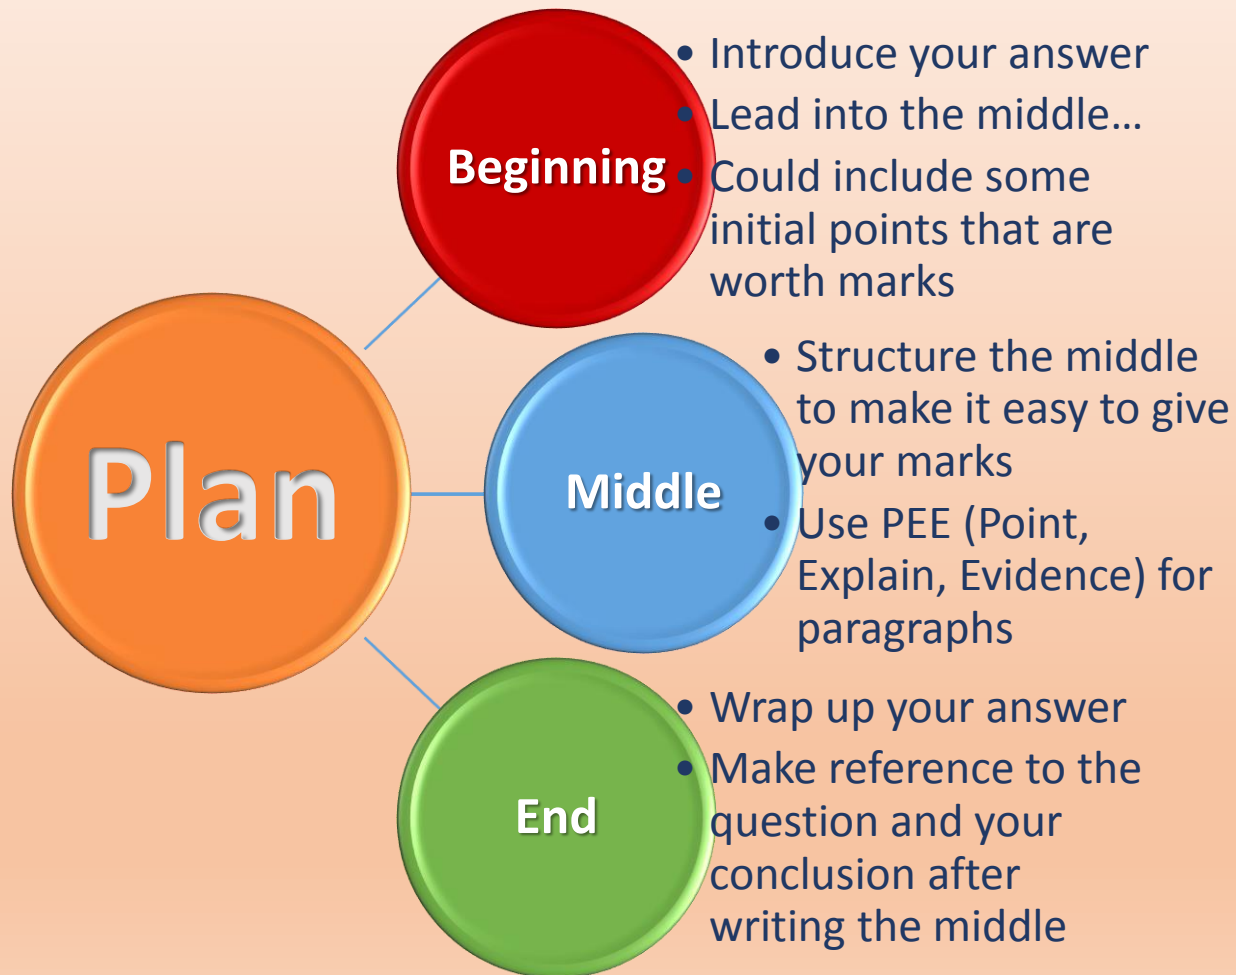 Plan
Beginning
• Introduce your answer
• Lead into the middle…
• Could include some
initial points that are
worth marks
Middle
• Structure the middle
to make it easy to give
your marks
• Use PEE (Point,
Explain, Evidence) for
paragraphs
End
• Wrap up your answer
• Make reference to the
question and your
conclusion after
writing the middle